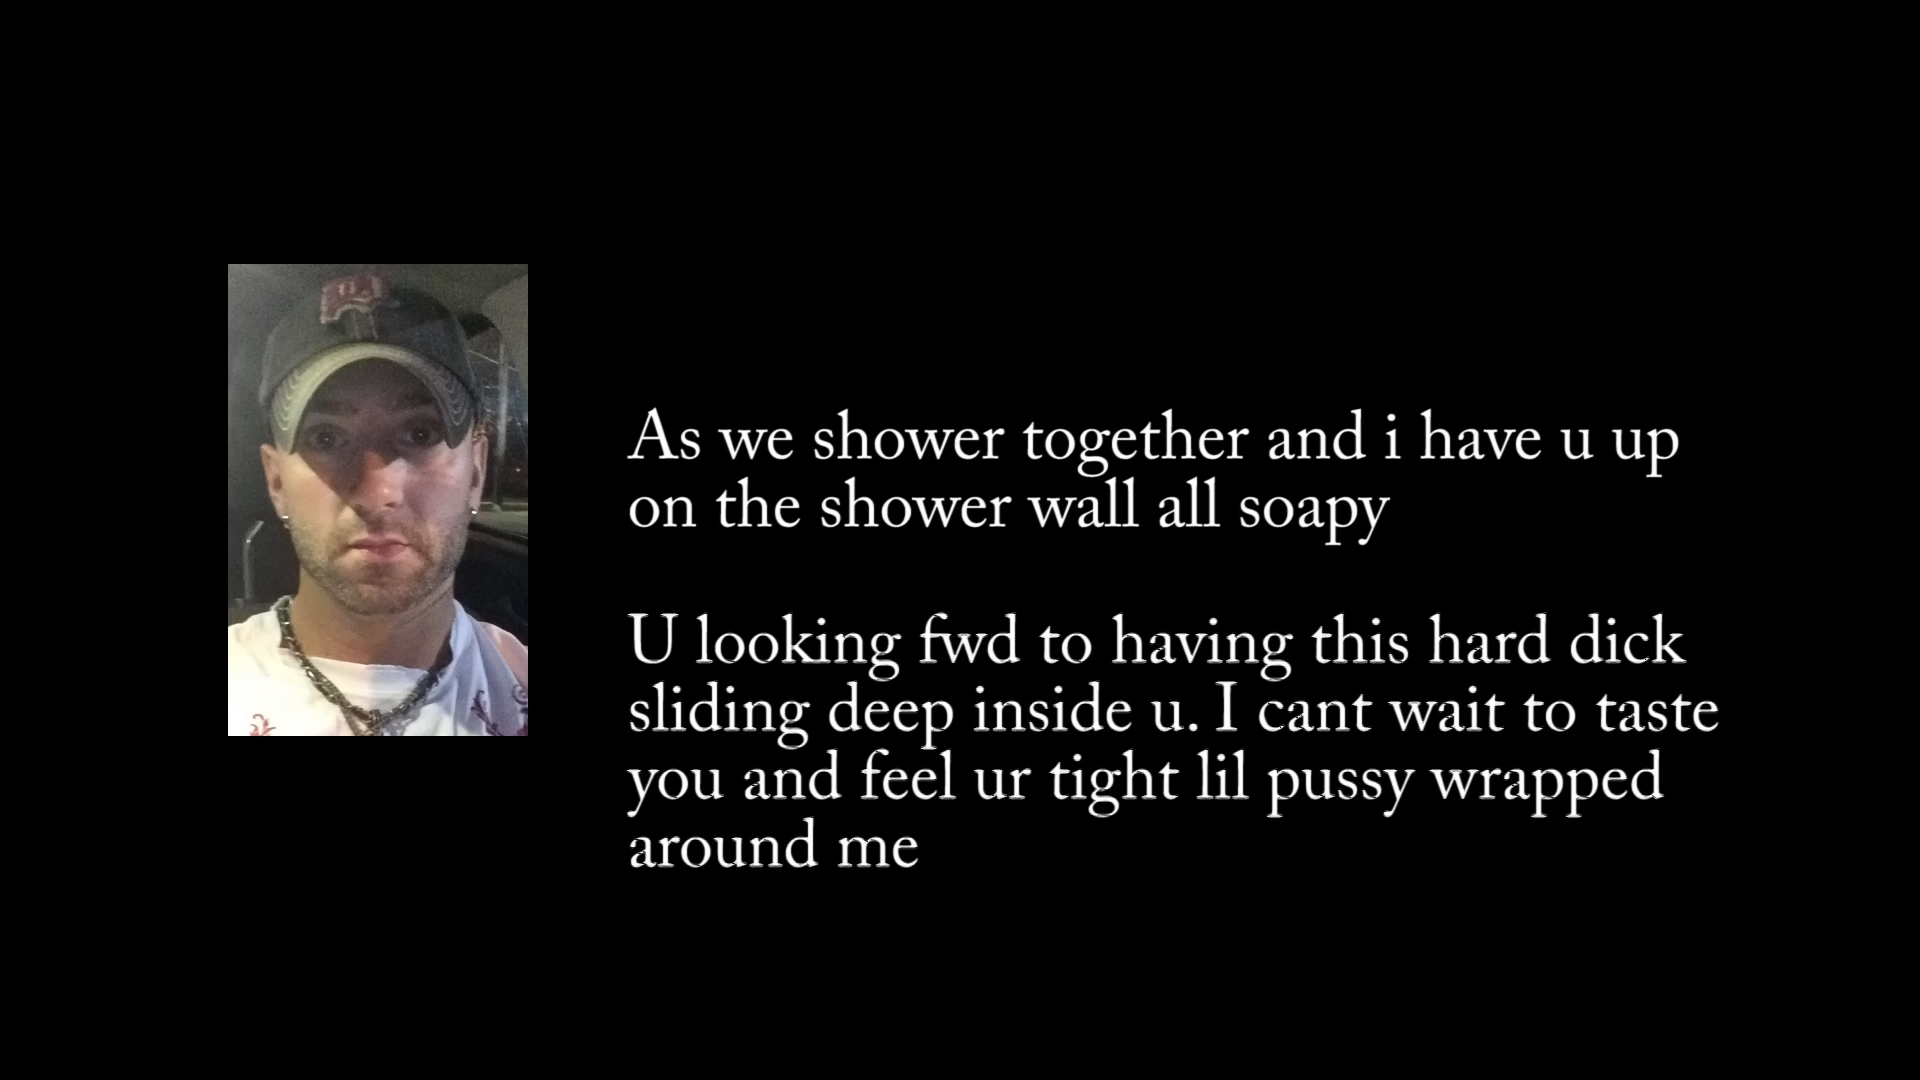 As we shower together and i have u up
on the shower wall all soapy
U looking fwd to having this hard dick
sliding deep inside u. I cant wait to taste
you and feel ur tight lil pussy wrapped
around me